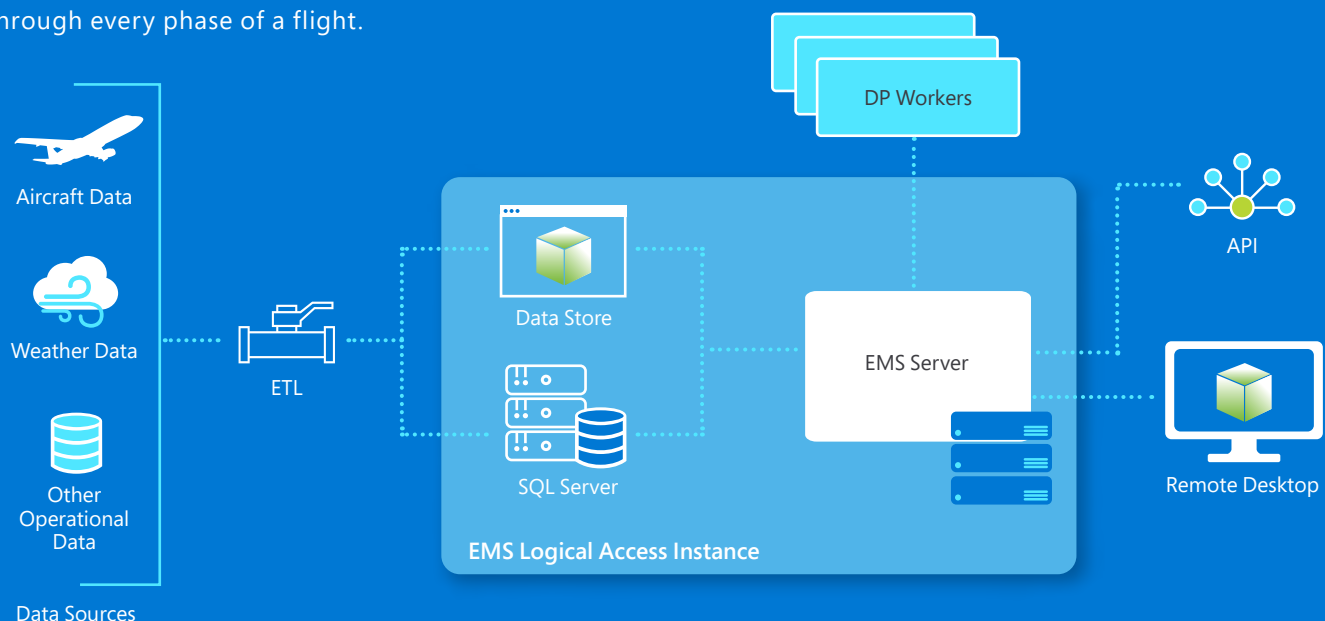 through every phase of a flight.
DP Workers
Aircraft Data
Weather Data
Other
Operational
Data
Data Sources
ETL
Data Store
SQL Server
EMS Logical Access Instance
EMS Server
API
Remote Desktop